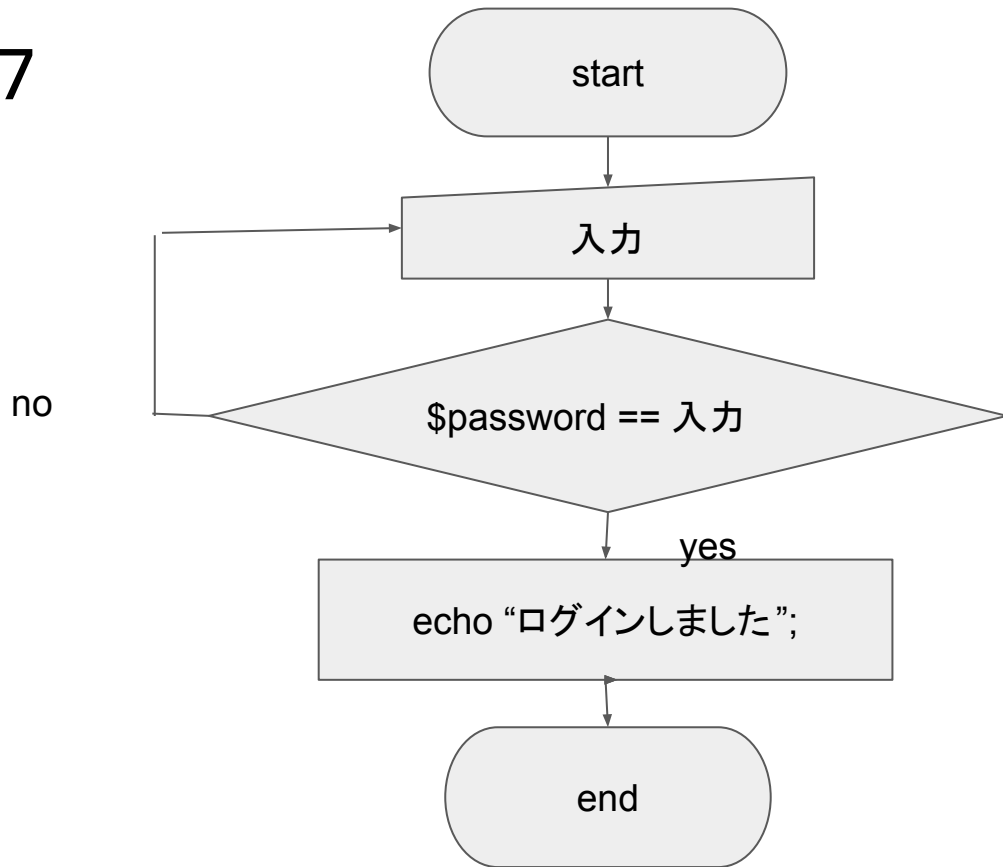 7
start
入力
no
$password == 入力
yes
echo “ログインしました”;
end